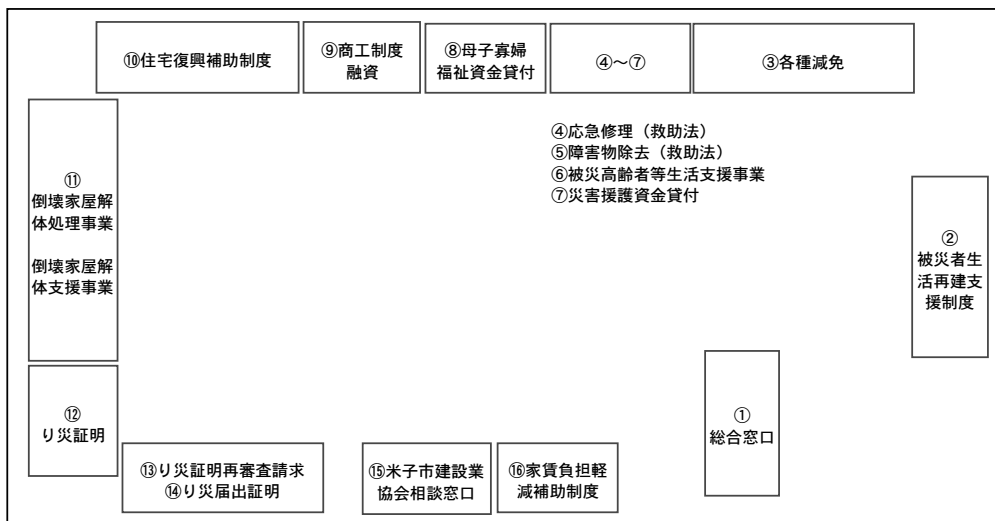 ⑩住宅復興補助制度
⑨商工制度
融資
⑧母子寡婦
福祉資金貸付
④～⑦
③各種減免
④応急修理（救助法）
⑤障害物除去（救助法）
⑥被災高齢者等生活支援事業
⑦災害援護資金貸付
⑪
倒壊家屋解
体処理事業
倒壊家屋解
体支援事業
②
被災者生
活再建支
援制度
⑫
り災証明
①
総合窓口
⑬り災証明再審査請求
⑭り災届出証明
⑮米子市建設業
協会相談窓口
⑯家賃負担軽
減補助制度